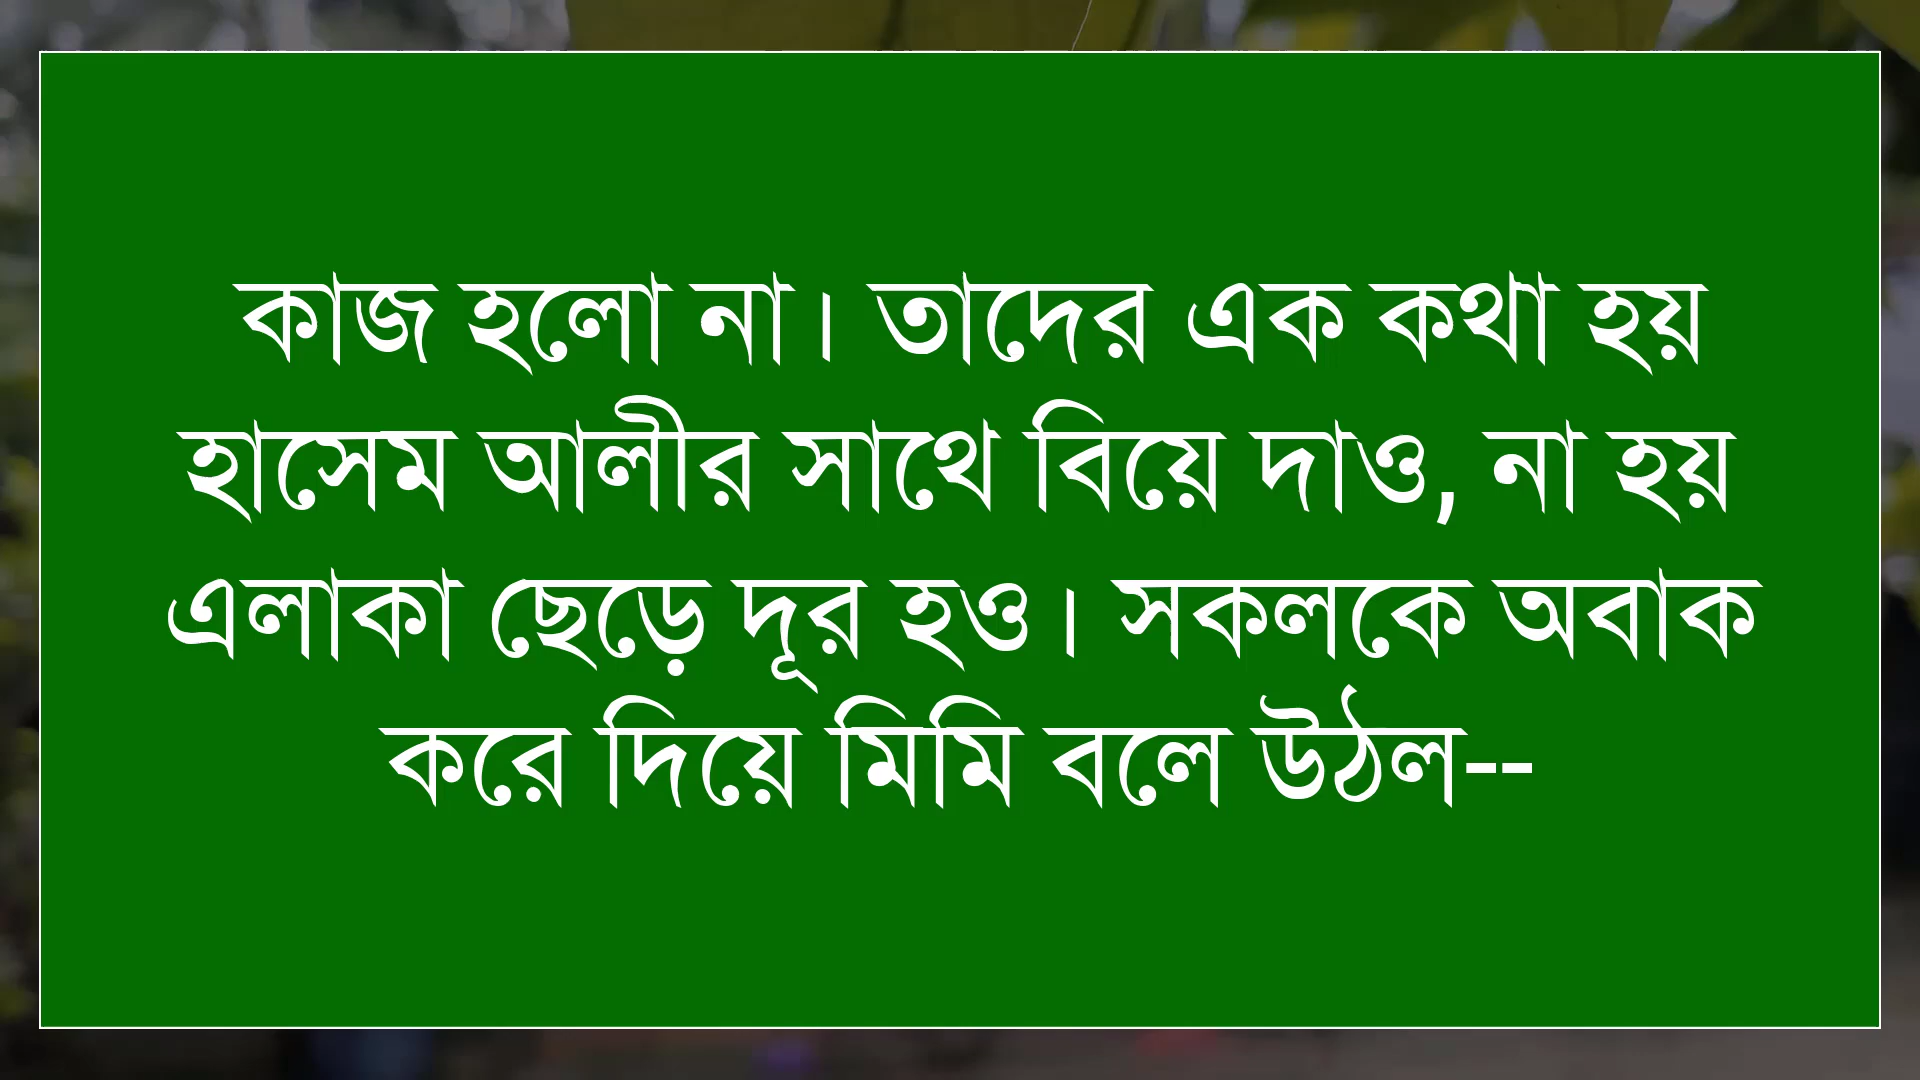 কাজ হলো না। তাদের এক কথা হয়
হাসেম আলীর সাথে বিয়ে দাও, না হয়
এলাকা ছেড়ে দূর হও। সকলকে অবাক
করে দিয়ে মিমি বলে উঠল--